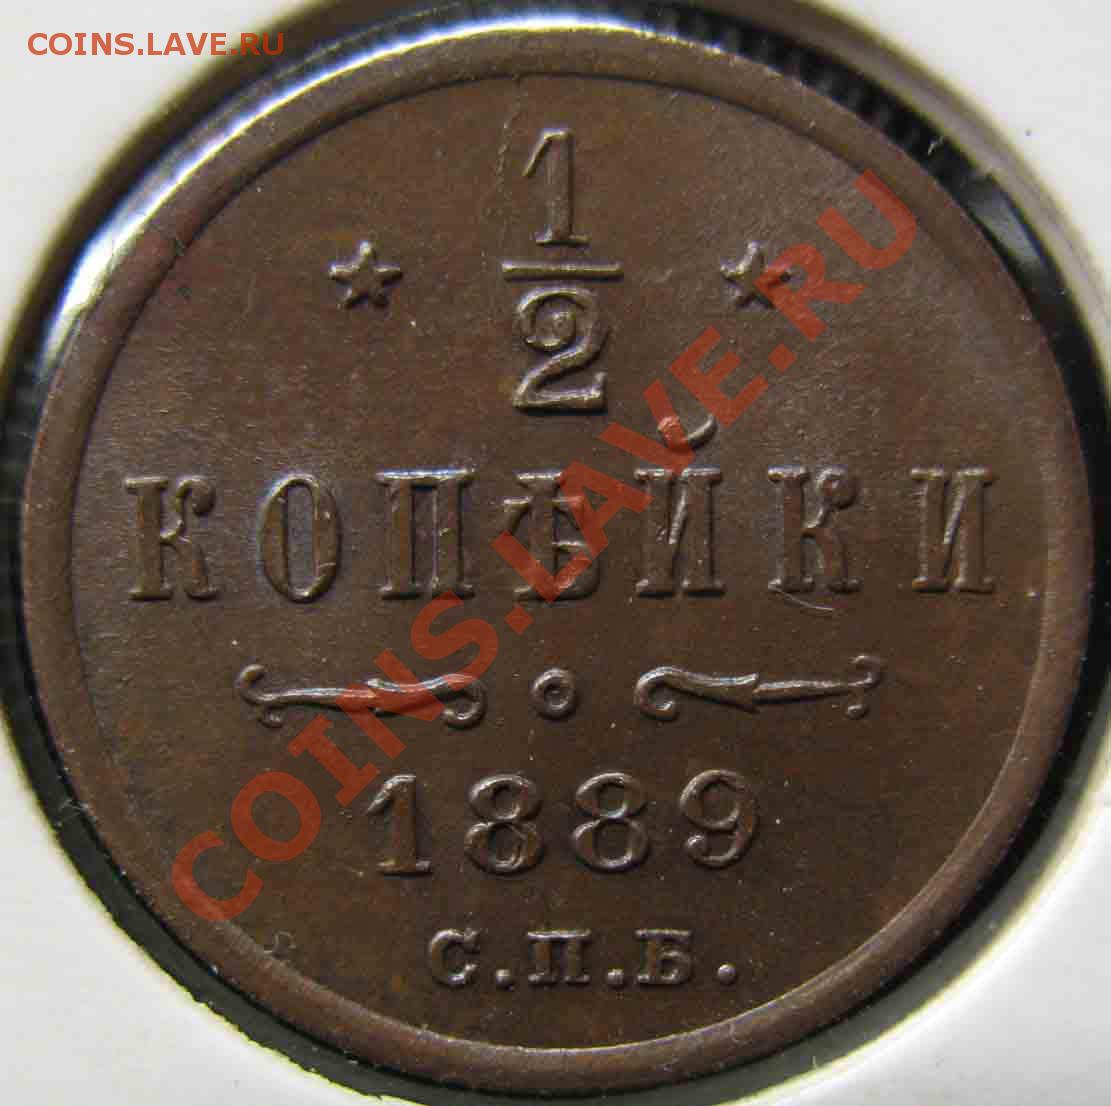 COINS.LAVE.RU
1
2
КОПѢЙКИ
1889
С.П.Б.
COINS.LAVE.RU